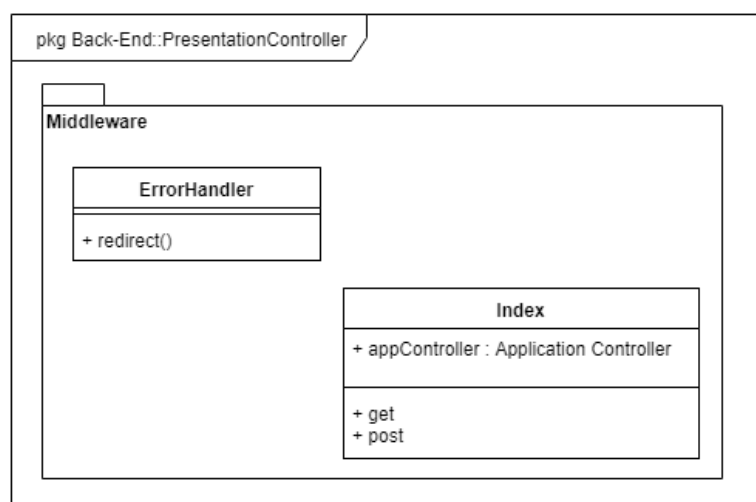 pkg Back-End::PresentationController
Middleware
ErrorHandler
+ redirect()
Index
+ appController : Application Controller
+ get
+ post